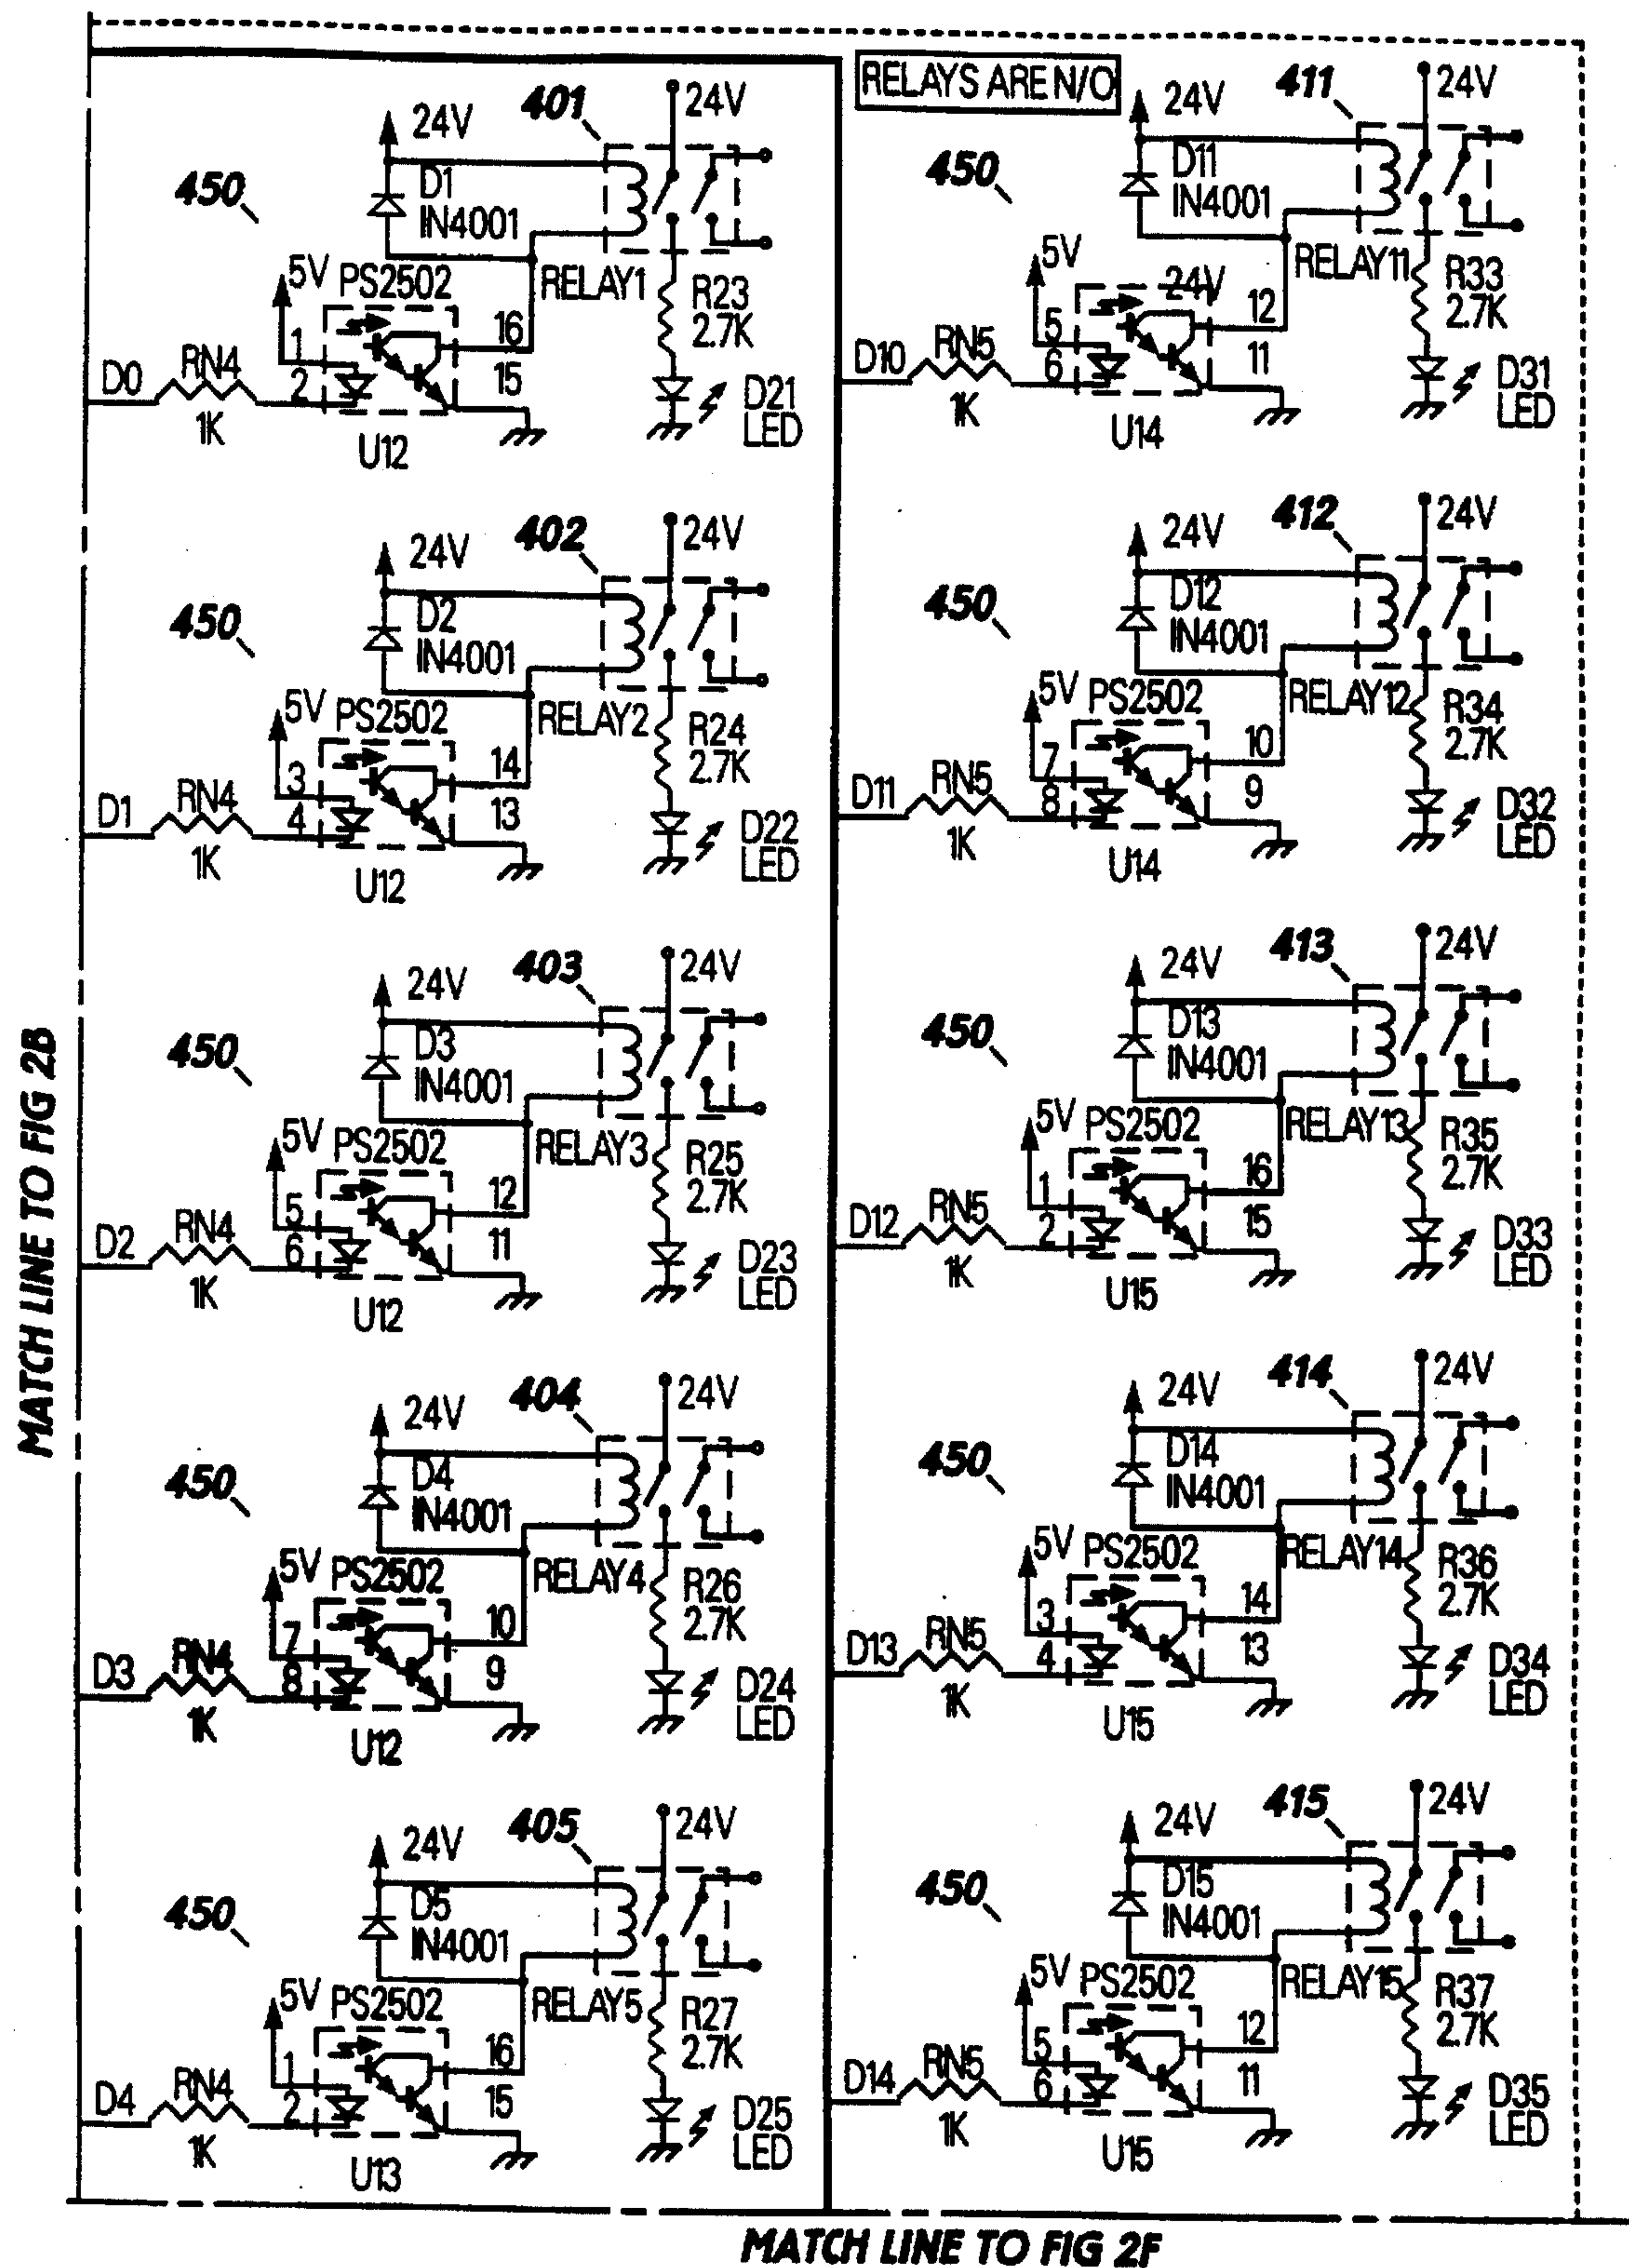 RELAYS ARE N/O
MATCH LINE TO FIG 2B
401
24V
24V
450
D1
IN4001
5V
PS2502
RELAY1
R23
2.7K
1
16
D0
RN4
2
15
1K
U12
D21
LED
402
24V
24V
450
D2
IN4001
5V
PS2502
RELAY2
R24
2.7K
3
14
D1
RN4
4
13
1K
U12
D22
LED
403
24V
24V
450
D3
IN4001
5V
PS2502
RELAY3
R25
2.7K
5
12
D2
RN4
6
11
1K
U12
D23
LED
404
24V
24V
450
D4
IN4001
5V
PS2502
RELAY4
R26
2.7K
7
10
D3
RN4
8
9
1K
U12
D24
LED
405
24V
24V
450
D5
IN4001
5V
PS2502
RELAY5
R27
2.7K
1
16
D4
RN4
2
15
1K
U13
D25
LED
411
24V
24V
450
D11
IN4001
5V
24V
RELAY11
R33
2.7K
5
12
D10
RN5
6
11
1K
U14
D31
LED
412
24V
24V
450
D12
IN4001
5V
PS2502
RELAY12
R34
2.7K
7
10
D11
RN5
8
9
1K
U14
D32
LED
413
24V
24V
450
D13
IN4001
5V
PS2502
RELAY13
R35
2.7K
1
16
D12
RN5
2
15
1K
U15
D33
LED
414
24V
24V
450
D14
IN4001
5V
PS2502
RELAY14
R36
2.7K
3
14
D13
RN5
4
13
1K
U15
D34
LED
415
24V
24V
450
D15
IN4001
5V
PS2502
RELAY15
R37
2.7K
5
12
D14
RN5
6
11
1K
U15
D35
LED
MATCH LINE TO FIG 2F